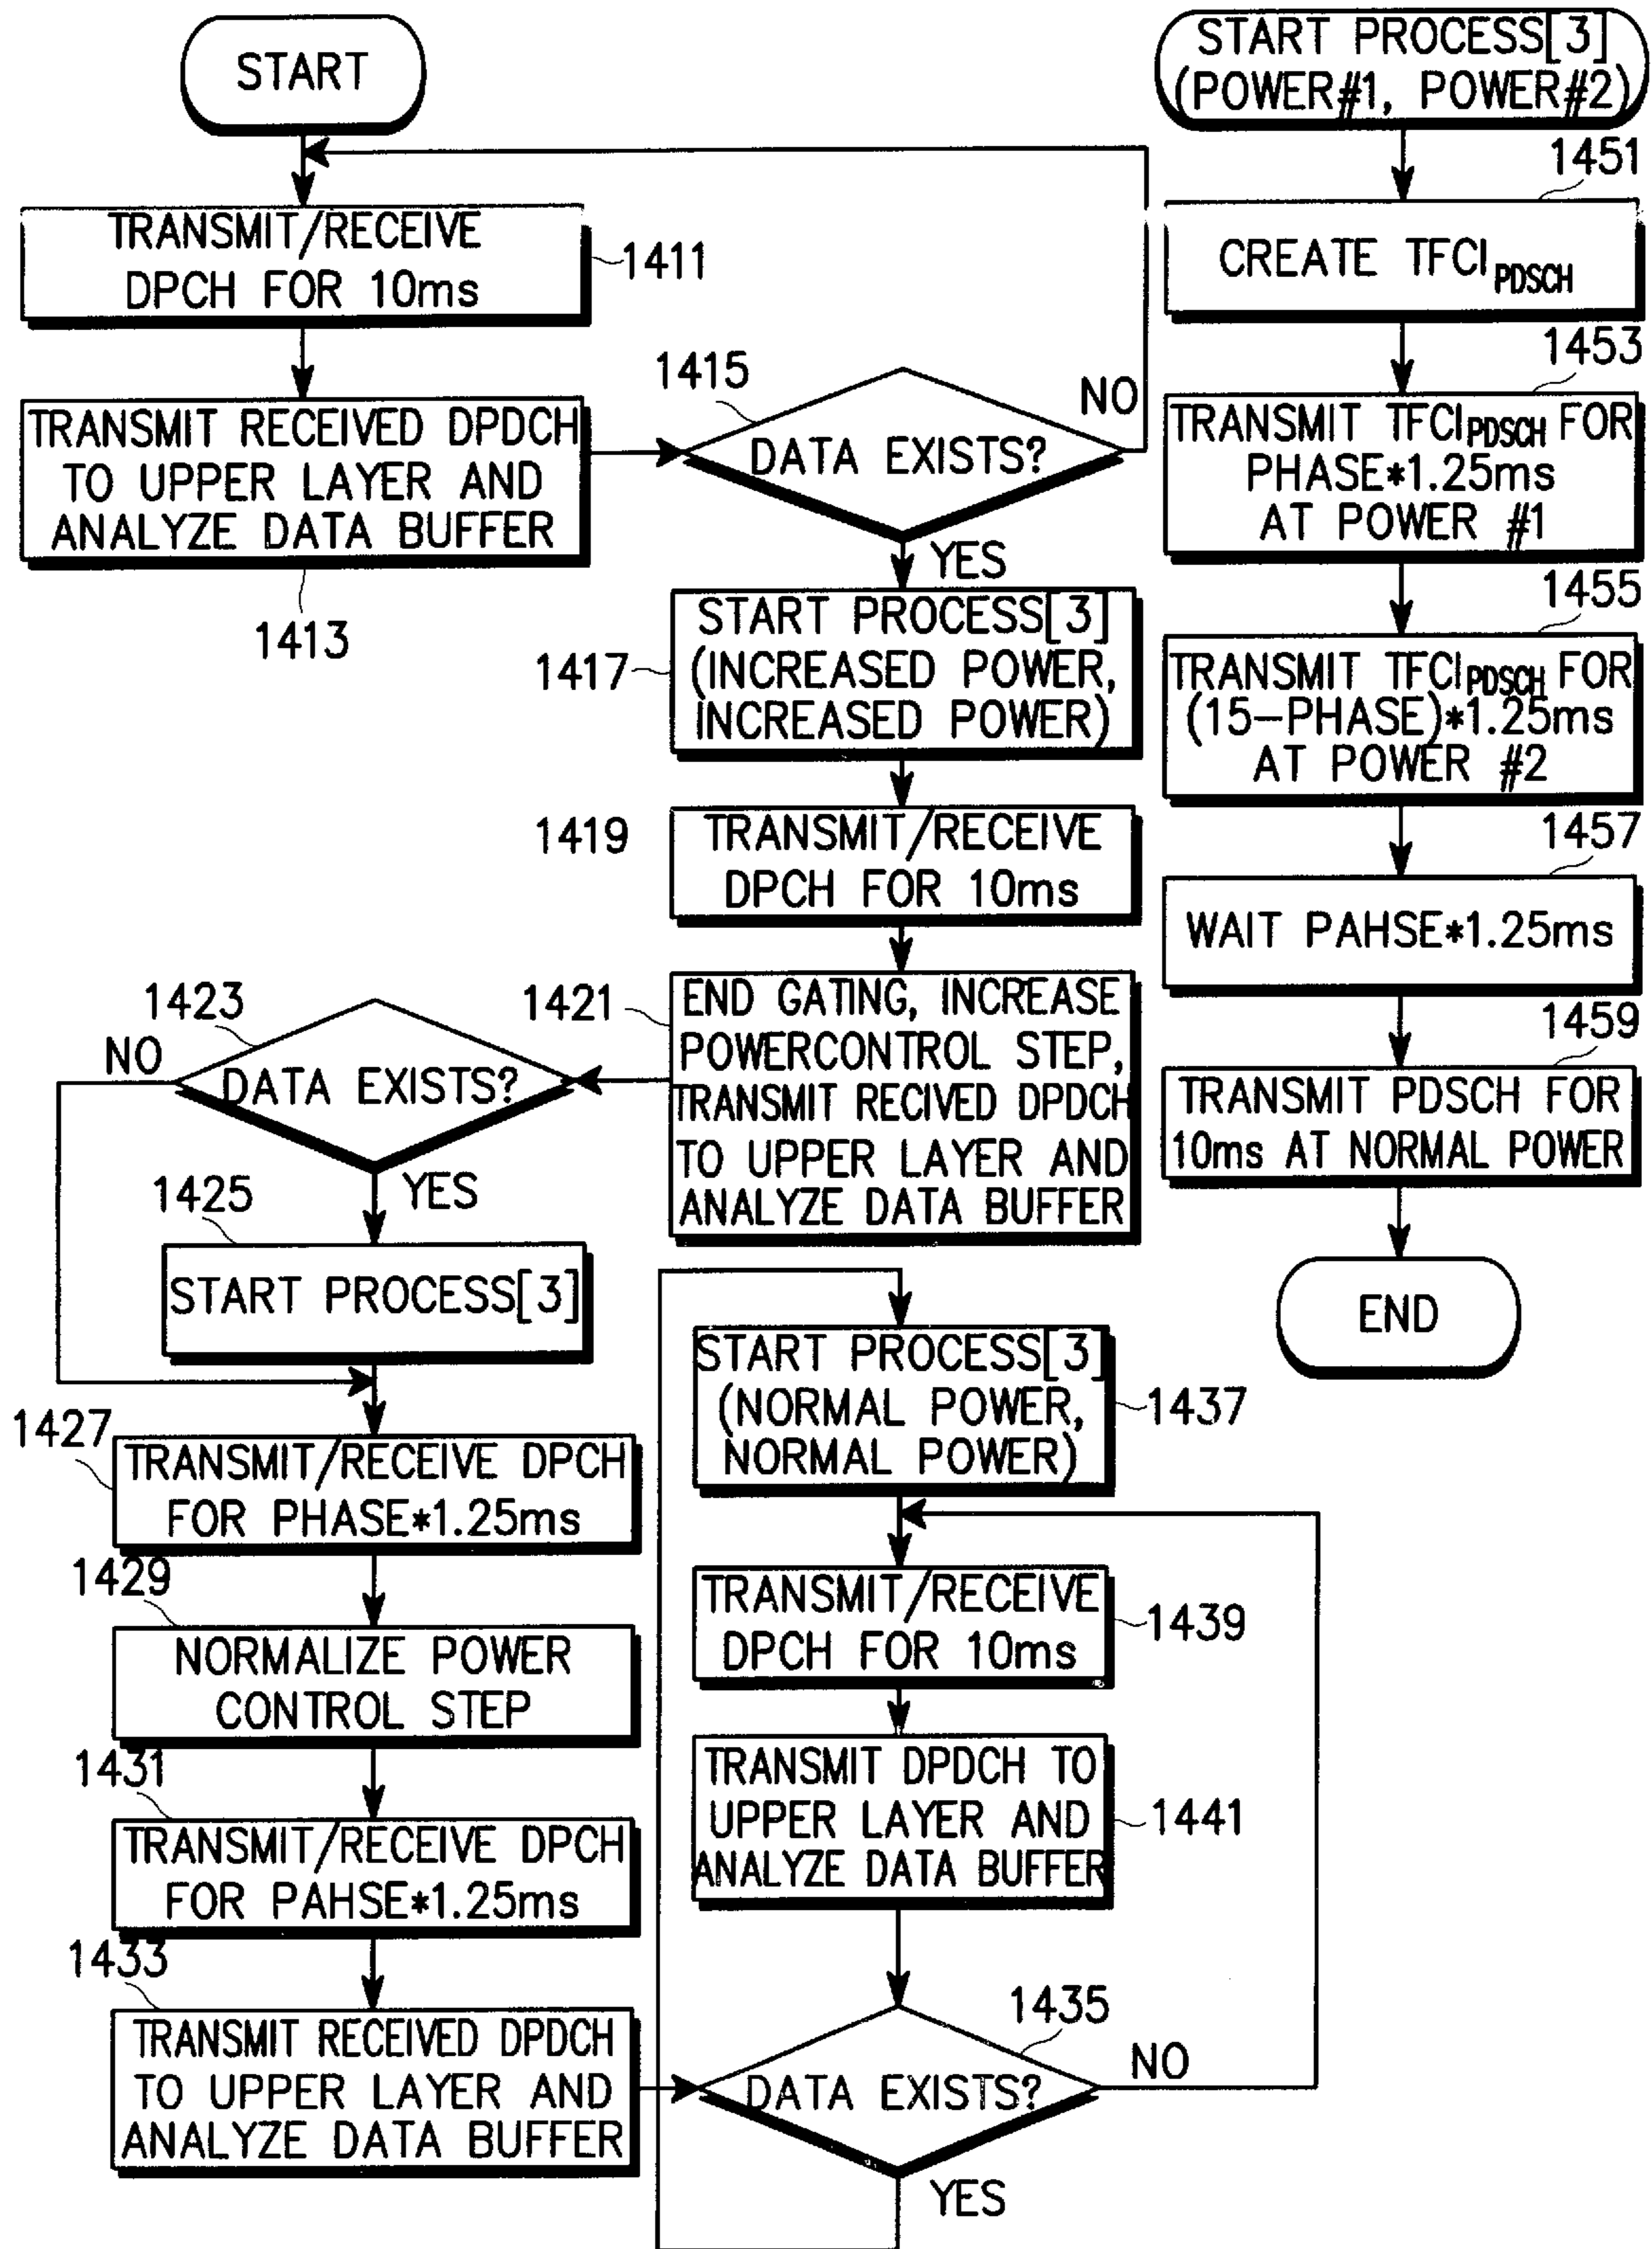 START
TRANSMIT/RECEIVE
DPCH FOR 10ms
1411
TRANSMIT RECEIVED DPDCH
TO UPPER LAYER AND
ANALYZE DATA BUFFER
1413
1415
DATA EXISTS?
NO
YES
START PROCESS[3]
(INCREASED POWER,
INCREASED POWER)
1417
1419
TRANSMIT/RECEIVE
DPCH FOR 10ms
1421
END GATING, INCREASE
POWERCONTROL STEP,
TRANSMIT RECIVED DPDCH
TO UPPER LAYER AND
ANALYZE DATA BUFFER
1423
NO
DATA EXISTS?
YES
1425
START PROCESS[3]
1427
TRANSMIT/RECEIVE DPCH
FOR PHASE*1.25ms
1429
NORMALIZE POWER
CONTROL STEP
1431
TRANSMIT/RECEIVE DPCH
FOR PAHSE*1.25ms
1433
TRANSMIT RECEIVED DPDCH
TO UPPER LAYER AND
ANALYZE DATA BUFFER
START PROCESS[3]
(NORMAL POWER,
NORMAL POWER)
1437
TRANSMIT/RECEIVE
DPCH FOR 10ms
1439
TRANSMIT DPDCH TO
UPPER LAYER AND
ANALYZE DATA BUFFER
1441
1435
DATA EXISTS?
NO
YES
START PROCESS[3]
(POWER#1, POWER#2)
1451
CREATE TFCI PDSCH
1453
TRANSMIT TFCI PDSCH FOR
PHASE*1.25ms
AT POWER #1
1455
TRANSMIT TFCI PDSCH FOR
(15-PHASE)*1.25ms
AT POWER #2
1457
WAIT PAHSE*1.25ms
1459
TRANSMIT PDSCH FOR
10ms AT NORMAL POWER
END